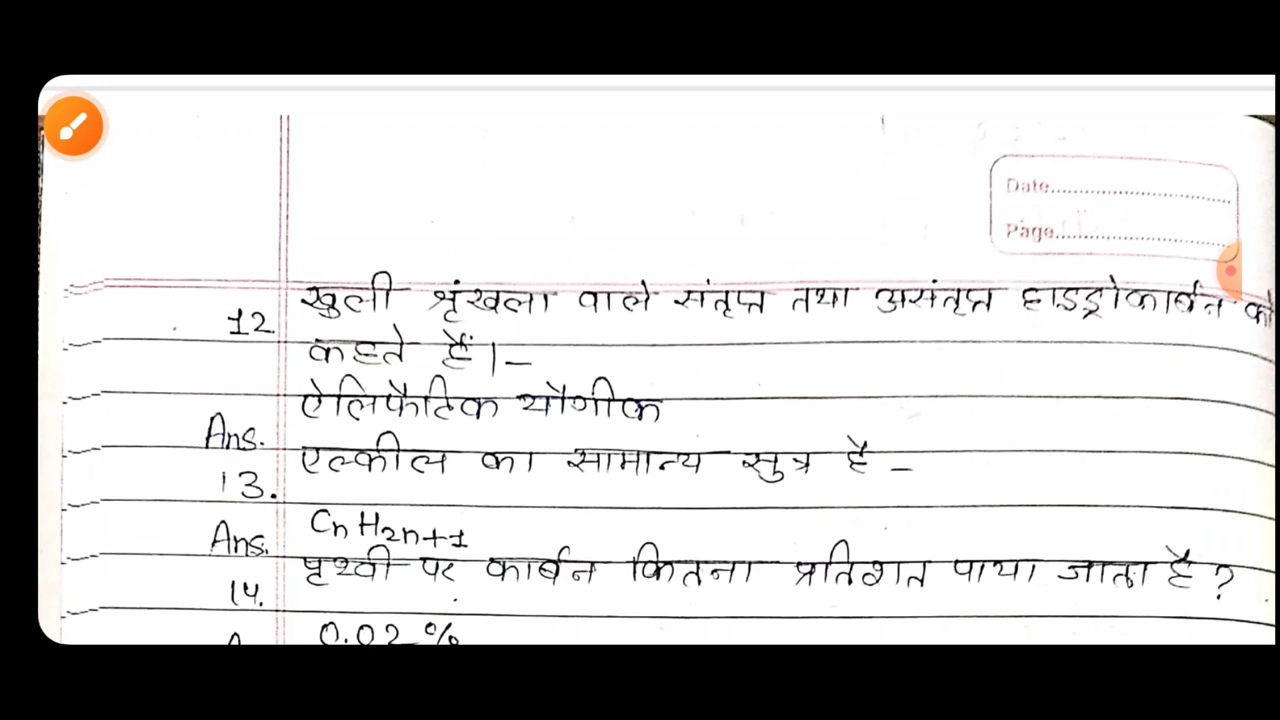 Date
Page
12. खुली श्रृंखला वाले संतृप्त तथा असंतृप्त हाइड्रोकार्बन को
कहते हैं।-
Ans. ऐलिफैटिक यौगीक
13. एल्कील का सामान्य सुत्र है -
Ans. CnH2n+1
14. पृथ्वी पर कार्बन कितना प्रतिशत पाया जाता है ?
0.02 %